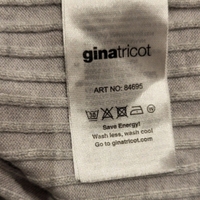 ginatricot
ART NO: 84695
Save Energy!
Wash less, wash cool
Go to ginatricot.com